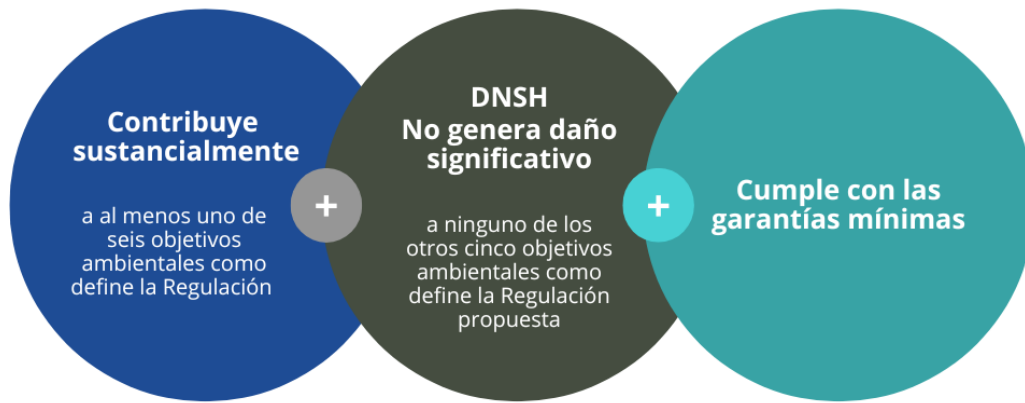 Contribuye
sustancialmente
a al menos uno de
seis objetivos
ambientales como
define la Regulación
+
DNSH
No genera daño
significativo
a ninguno de los
otros cinco objetivos
ambientales como
define la Regulación
propuesta
+
Cumple con las
garantías mínimas